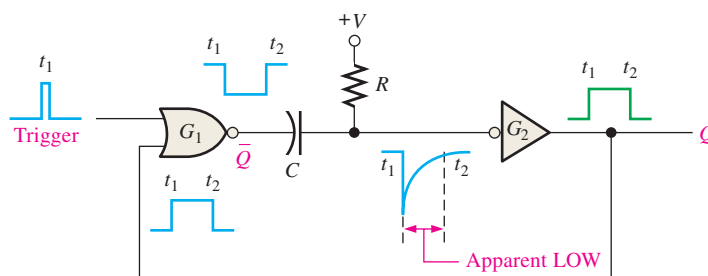 +V
t1 t2
t1
R
t1 t2
Trigger
G1
Q̄
C
G2
Q
t1 t2
t1 t2
Apparent LOW